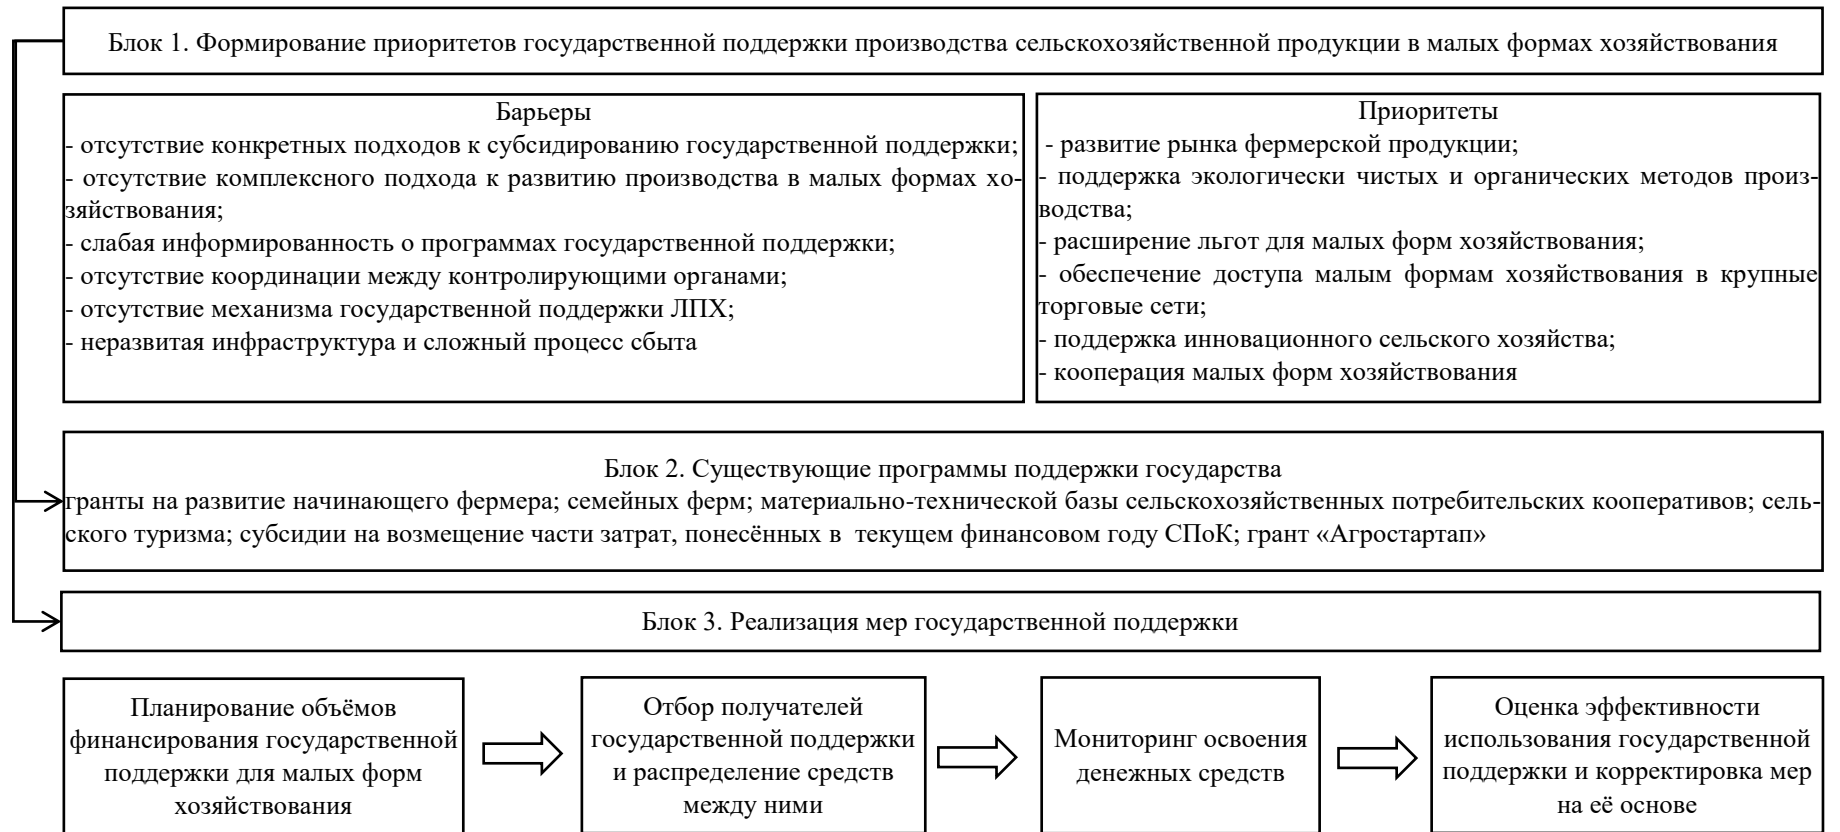 Блок 1. Формирование приоритетов государственной поддержки производства сельскохозяйственной продукции в малых формах хозяйствования
Барьеры
- отсутствие конкретных подходов к субсидированию государственной поддержки;
- отсутствие комплексного подхода к развитию производства в малых формах хо-
зяйствования;
- слабая информированность о программах государственной поддержки;
- отсутствие координации между контролирующими органами;
- отсутствие механизма государственной поддержки ЛПХ;
- неразвитая инфраструктура и сложный процесс сбыта
Приоритеты
- развитие рынка фермерской продукции;
- поддержка экологически чистых и органических методов произ-
водства;
- расширение льгот для малых форм хозяйствования;
- обеспечение доступа малым формам хозяйствования в крупные
торговые сети;
- поддержка инновационного сельского хозяйства;
- кооперация малых форм хозяйствования
Блок 2. Существующие программы поддержки государства
гранты на развитие начинающего фермера; семейных ферм; материально-технической базы сельскохозяйственных потребительских кооперативов; сель-
ского туризма; субсидии на возмещение части затрат, понесённых в текущем финансовом году СПоК; грант «Агростартап»
Блок 3. Реализация мер государственной поддержки
Планирование объёмов
финансирования государственной
поддержки для малых форм
хозяйствования
Отбор получателей
государственной поддержки
и распределение средств
между ними
Мониторинг освоения
денежных средств
Оценка эффективности
использования государственной
поддержки и корректировка мер
на её основе